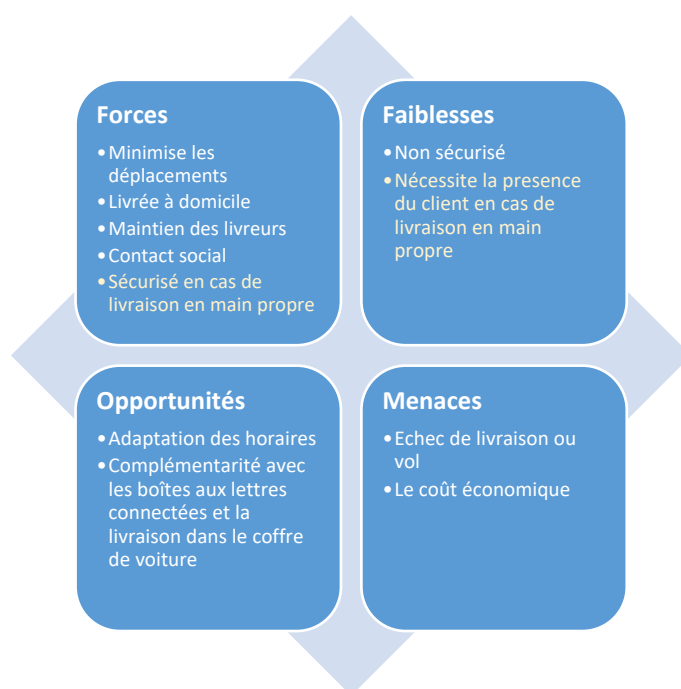 Forces
•Minimise les
déplacements
•Livrée à domicile
•Maintien des livreurs
•Contact social
•Sécurisé en cas de
livraison en main propre
Faiblesses
•Non sécurisé
•Nécessite la presence
du client en cas de
livraison en main
propre
Opportunités
•Adaptation des horaires
•Complémentarité avec
les boîtes aux lettres
connectées et la
livraison dans le coffre
de voiture
Menaces
•Echec de livraison ou
vol
•Le coût économique